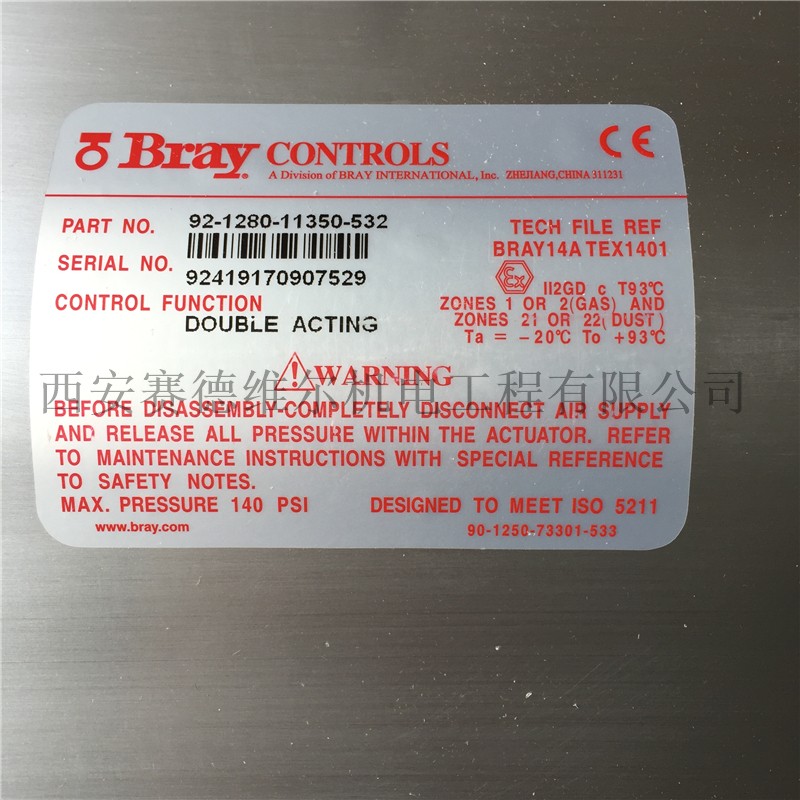 Bray CONTROLS CE
A Division of BRAY INTERNATIONAL, Inc. ZHEJIANG, CHINA 311231
PART NO. 92-1280-11350-532
SERIAL NO. 92419170907529
CONTROL FUNCTION
DOUBLE ACTING
TECH FILE REF
BRAY14ATEX1401
Ex II2GD c T93℃
ZONES 1 OR 2(GAS) AND
ZONES 21 OR 22(DUST)
Ta = -20℃ To +93℃
WARNING
西安赛德维尔机电工程有限公司
BEFORE DISASSEMBLY-COMPLETELY DISCONNECT AIR SUPPLY
AND RELEASE ALL PRESSURE WITHIN THE ACTUATOR. REFER
TO MAINTENANCE INSTRUCTIONS WITH SPECIAL REFERENCE
TO SAFETY NOTES.
MAX. PRESSURE 140 PSI DESIGNED TO MEET ISO 5211
www.bray.com 90-1250-73301-533